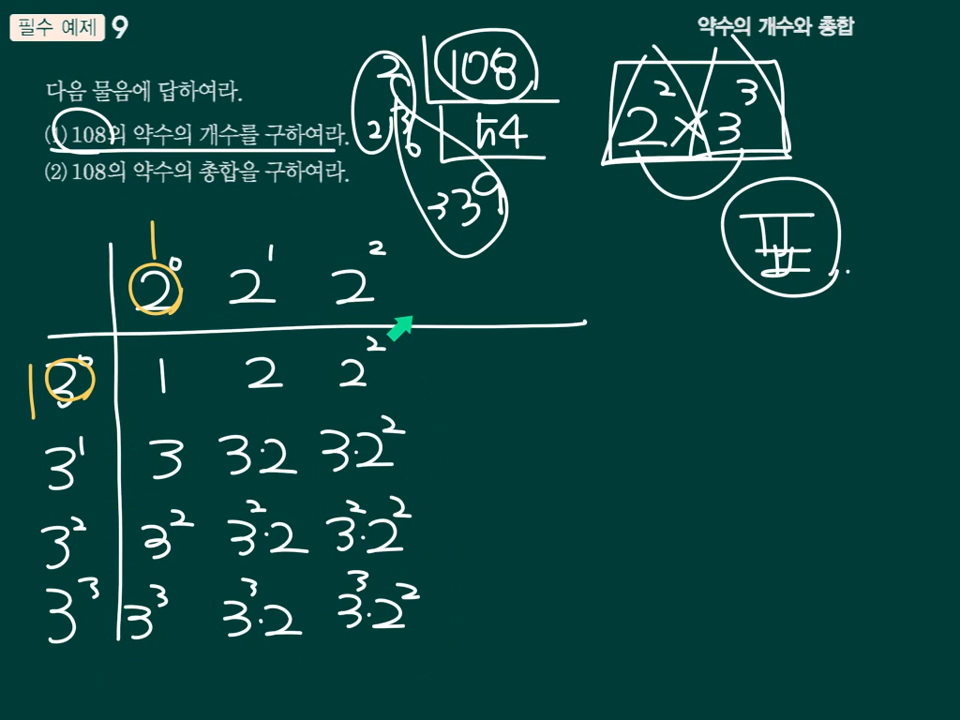 필수 예제 9
약수의 개수와 총합
다음 물음에 답하여라.
(1) 108의 약수의 개수를 구하여라.
(2) 108의 약수의 총합을 구하여라.
2 108
2 54
3 39
2² × 3³
2⁰ 2¹ 2²
3⁰ 1 2 2²
3¹ 3 3·2 3·2²
3² 3² 3²·2 3²·2²
3³ 3³ 3³·2 3³·2²
1
1